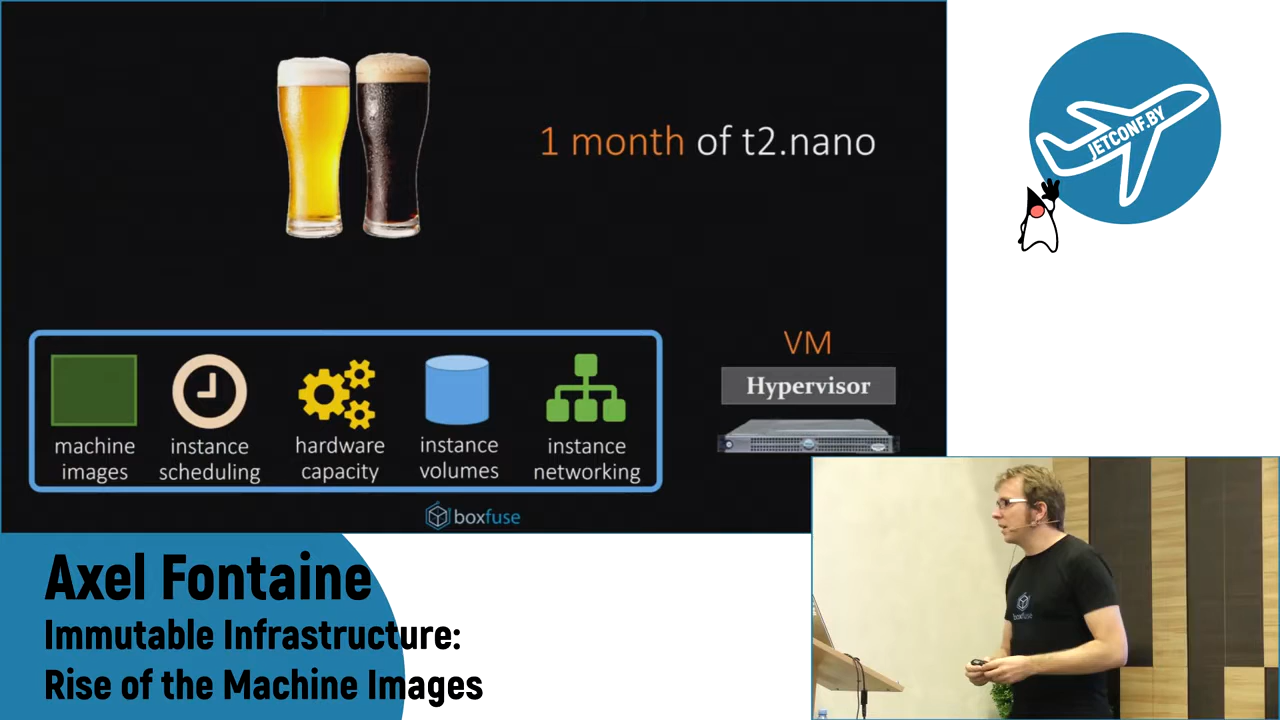 1 month of t2.nano
VM
Hypervisor
machine
images
instance
scheduling
hardware
capacity
instance
volumes
instance
networking
boxfuse
JETCONF.BY
boxfuse
Axel Fontaine
Immutable Infrastructure:
Rise of the Machine Images